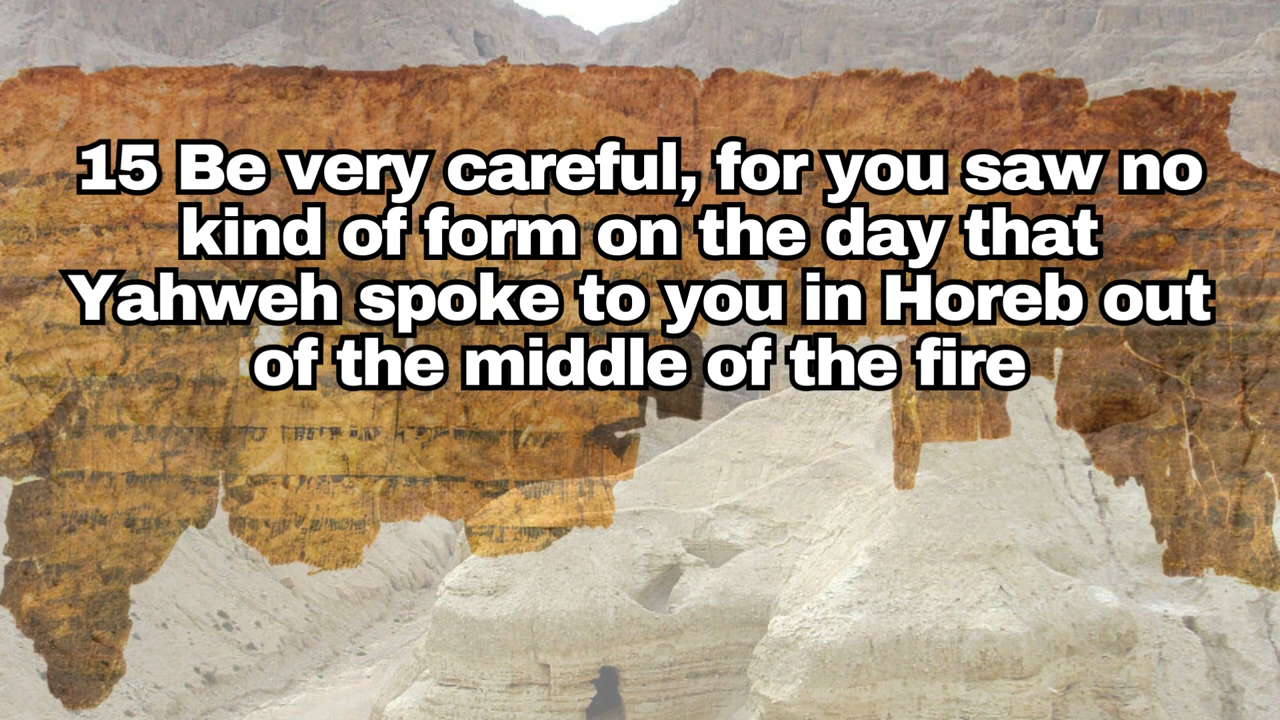 15 Be very careful, for you saw no
kind of form on the day that
Yahweh spoke to you in Horeb out
of the middle of the fire